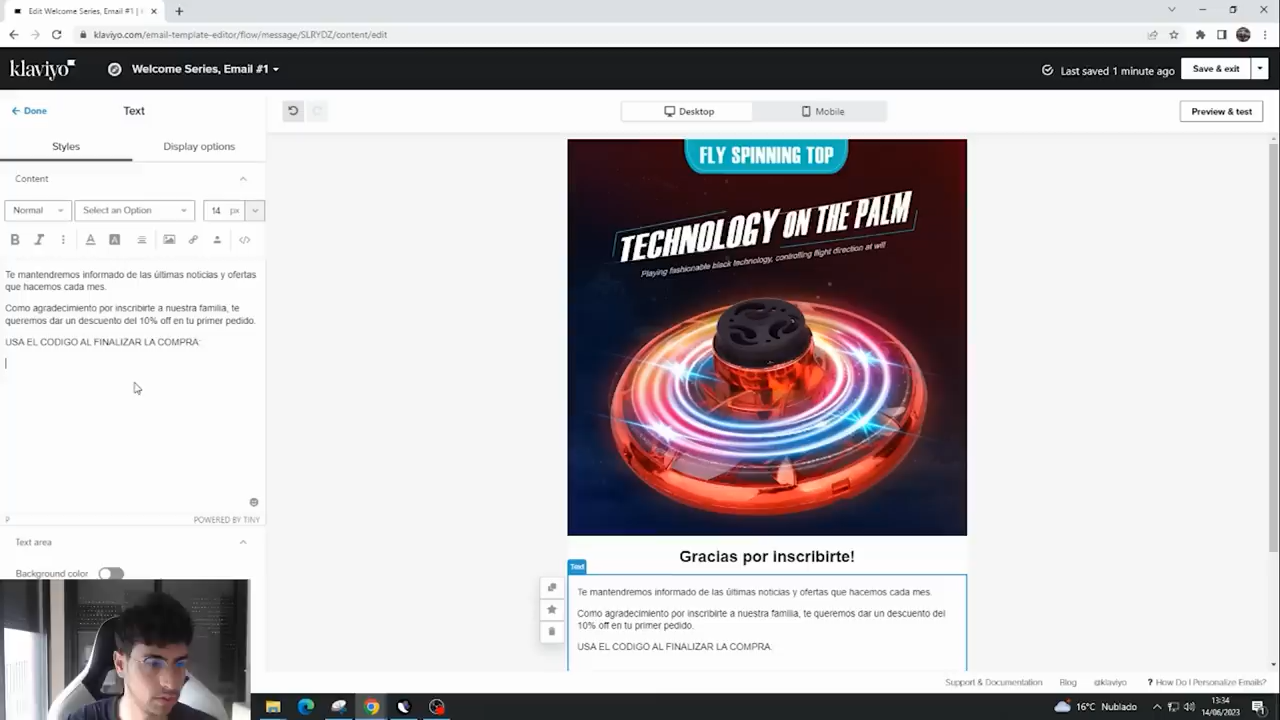 Edit Welcome Series, Email #1 |
klaviyo.com/email-template-editor/flow/message/SLRYDZ/content/edit
klaviyo
Welcome Series, Email #1
Last saved 1 minute ago
Save & exit
Done
Text
Desktop
Mobile
Preview & test
Styles
Display options
Content
Normal
Select an Option
14 px
B I A A
Te mantendremos informado de las últimas noticias y ofertas
que hacemos cada mes.
Como agradecimiento por inscribirte a nuestra familia, te
queremos dar un descuento del 10% off en tu primer pedido.
USA EL CODIGO AL FINALIZAR LA COMPRA:
P
POWERED BY TINY
Text area
Background color
FLY SPINNING TOP
TECHNOLOGY ON THE PALM
Playing fashionable black technology, controlling flight direction at will
Gracias por inscribirte!
Text
Te mantendremos informado de las últimas noticias y ofertas que hacemos cada mes.
Como agradecimiento por inscribirte a nuestra familia, te queremos dar un descuento del
10% off en tu primer pedido.
USA EL CODIGO AL FINALIZAR LA COMPRA:
Support & Documentation
Blog
@klaviyo
? How Do I Personalize Emails?
16°C Nublado
13:34
14/06/2023